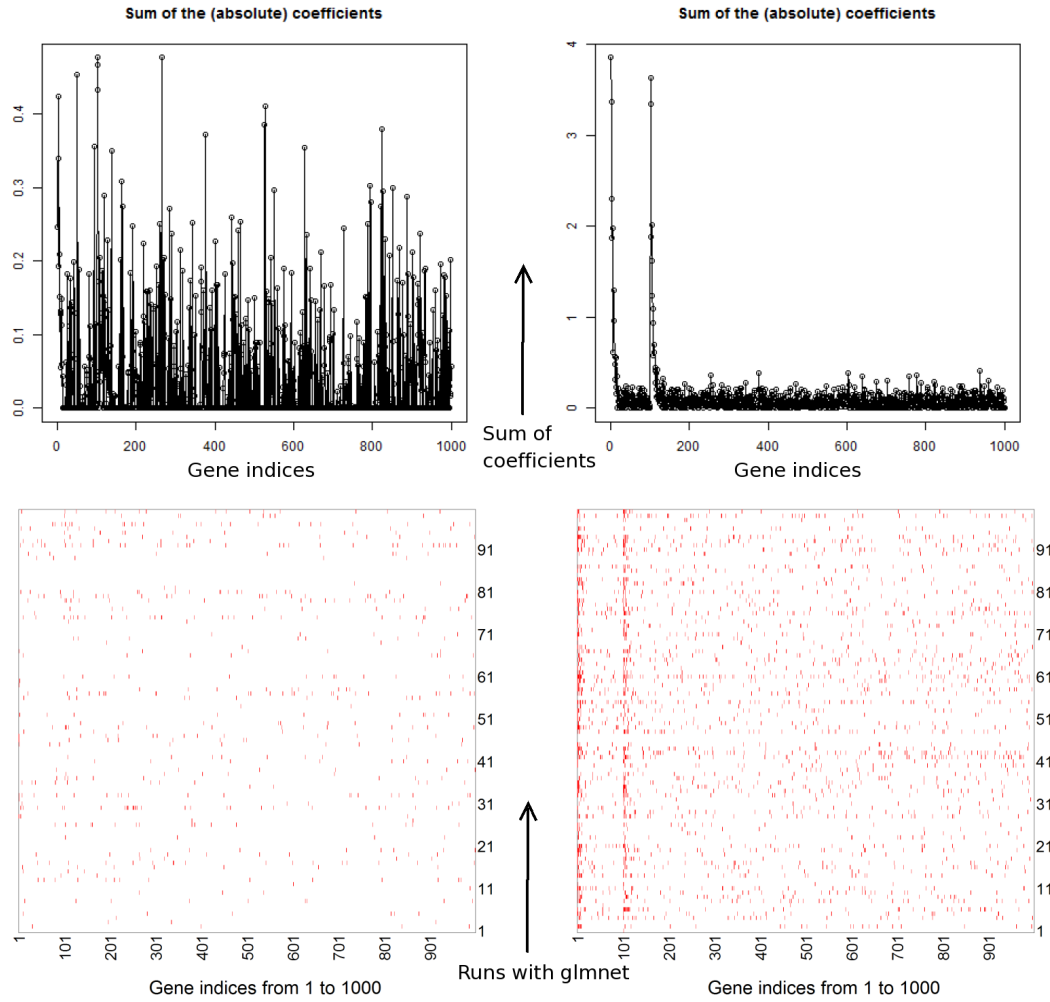 Sum of the (absolute) coefficients
Sum of the (absolute) coefficients
0.4
0.3
0.2
0.1
0.0
0 200 400 600 800 1000
Gene indices
Sum of
coefficients
4
3
2
1
0
0 200 400 600 800 1000
Gene indices
91
81
71
61
51
41
31
21
11
1
1 101 201 301 401 501 601 701 801 901
Gene indices from 1 to 1000
Runs with glmnet
91
81
71
61
51
41
31
21
11
1
1 101 201 301 401 501 601 701 801 901
Gene indices from 1 to 1000